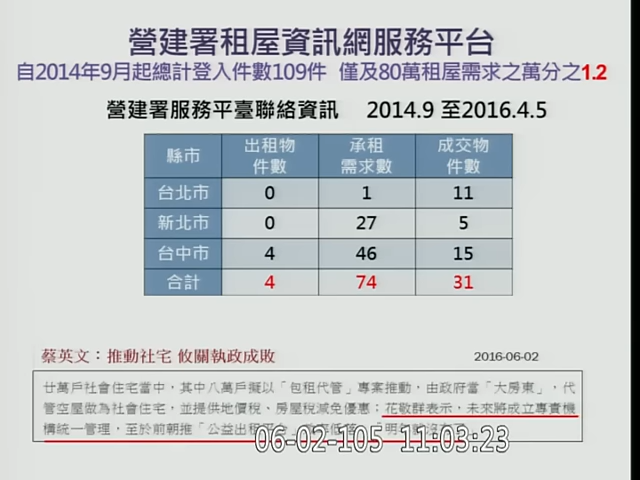 營建署租屋資訊網服務平台
自2014年9月起總計登入件數109件 僅及80萬租屋需求之萬分之1.2
營建署服務平臺聯絡資訊 2014.9 至2016.4.5
縣市 出租物件數 承租需求數 成交物件數
台北市 0 1 11
新北市 0 27 5
台中市 4 46 15
合計 4 74 31
蔡英文：推動社宅 攸關執政成敗 2016-06-02
廿萬戶社會住宅當中，其中八萬戶擬以「包租代管」專案推動，由政府當「大房東」，代
管空屋做為社會住宅，並提供地價稅、房屋稅減免優惠；花敬群表示，未來將成立專責機
構統一管理，至於前朝推「公益出租
06-02-105 11:03:23